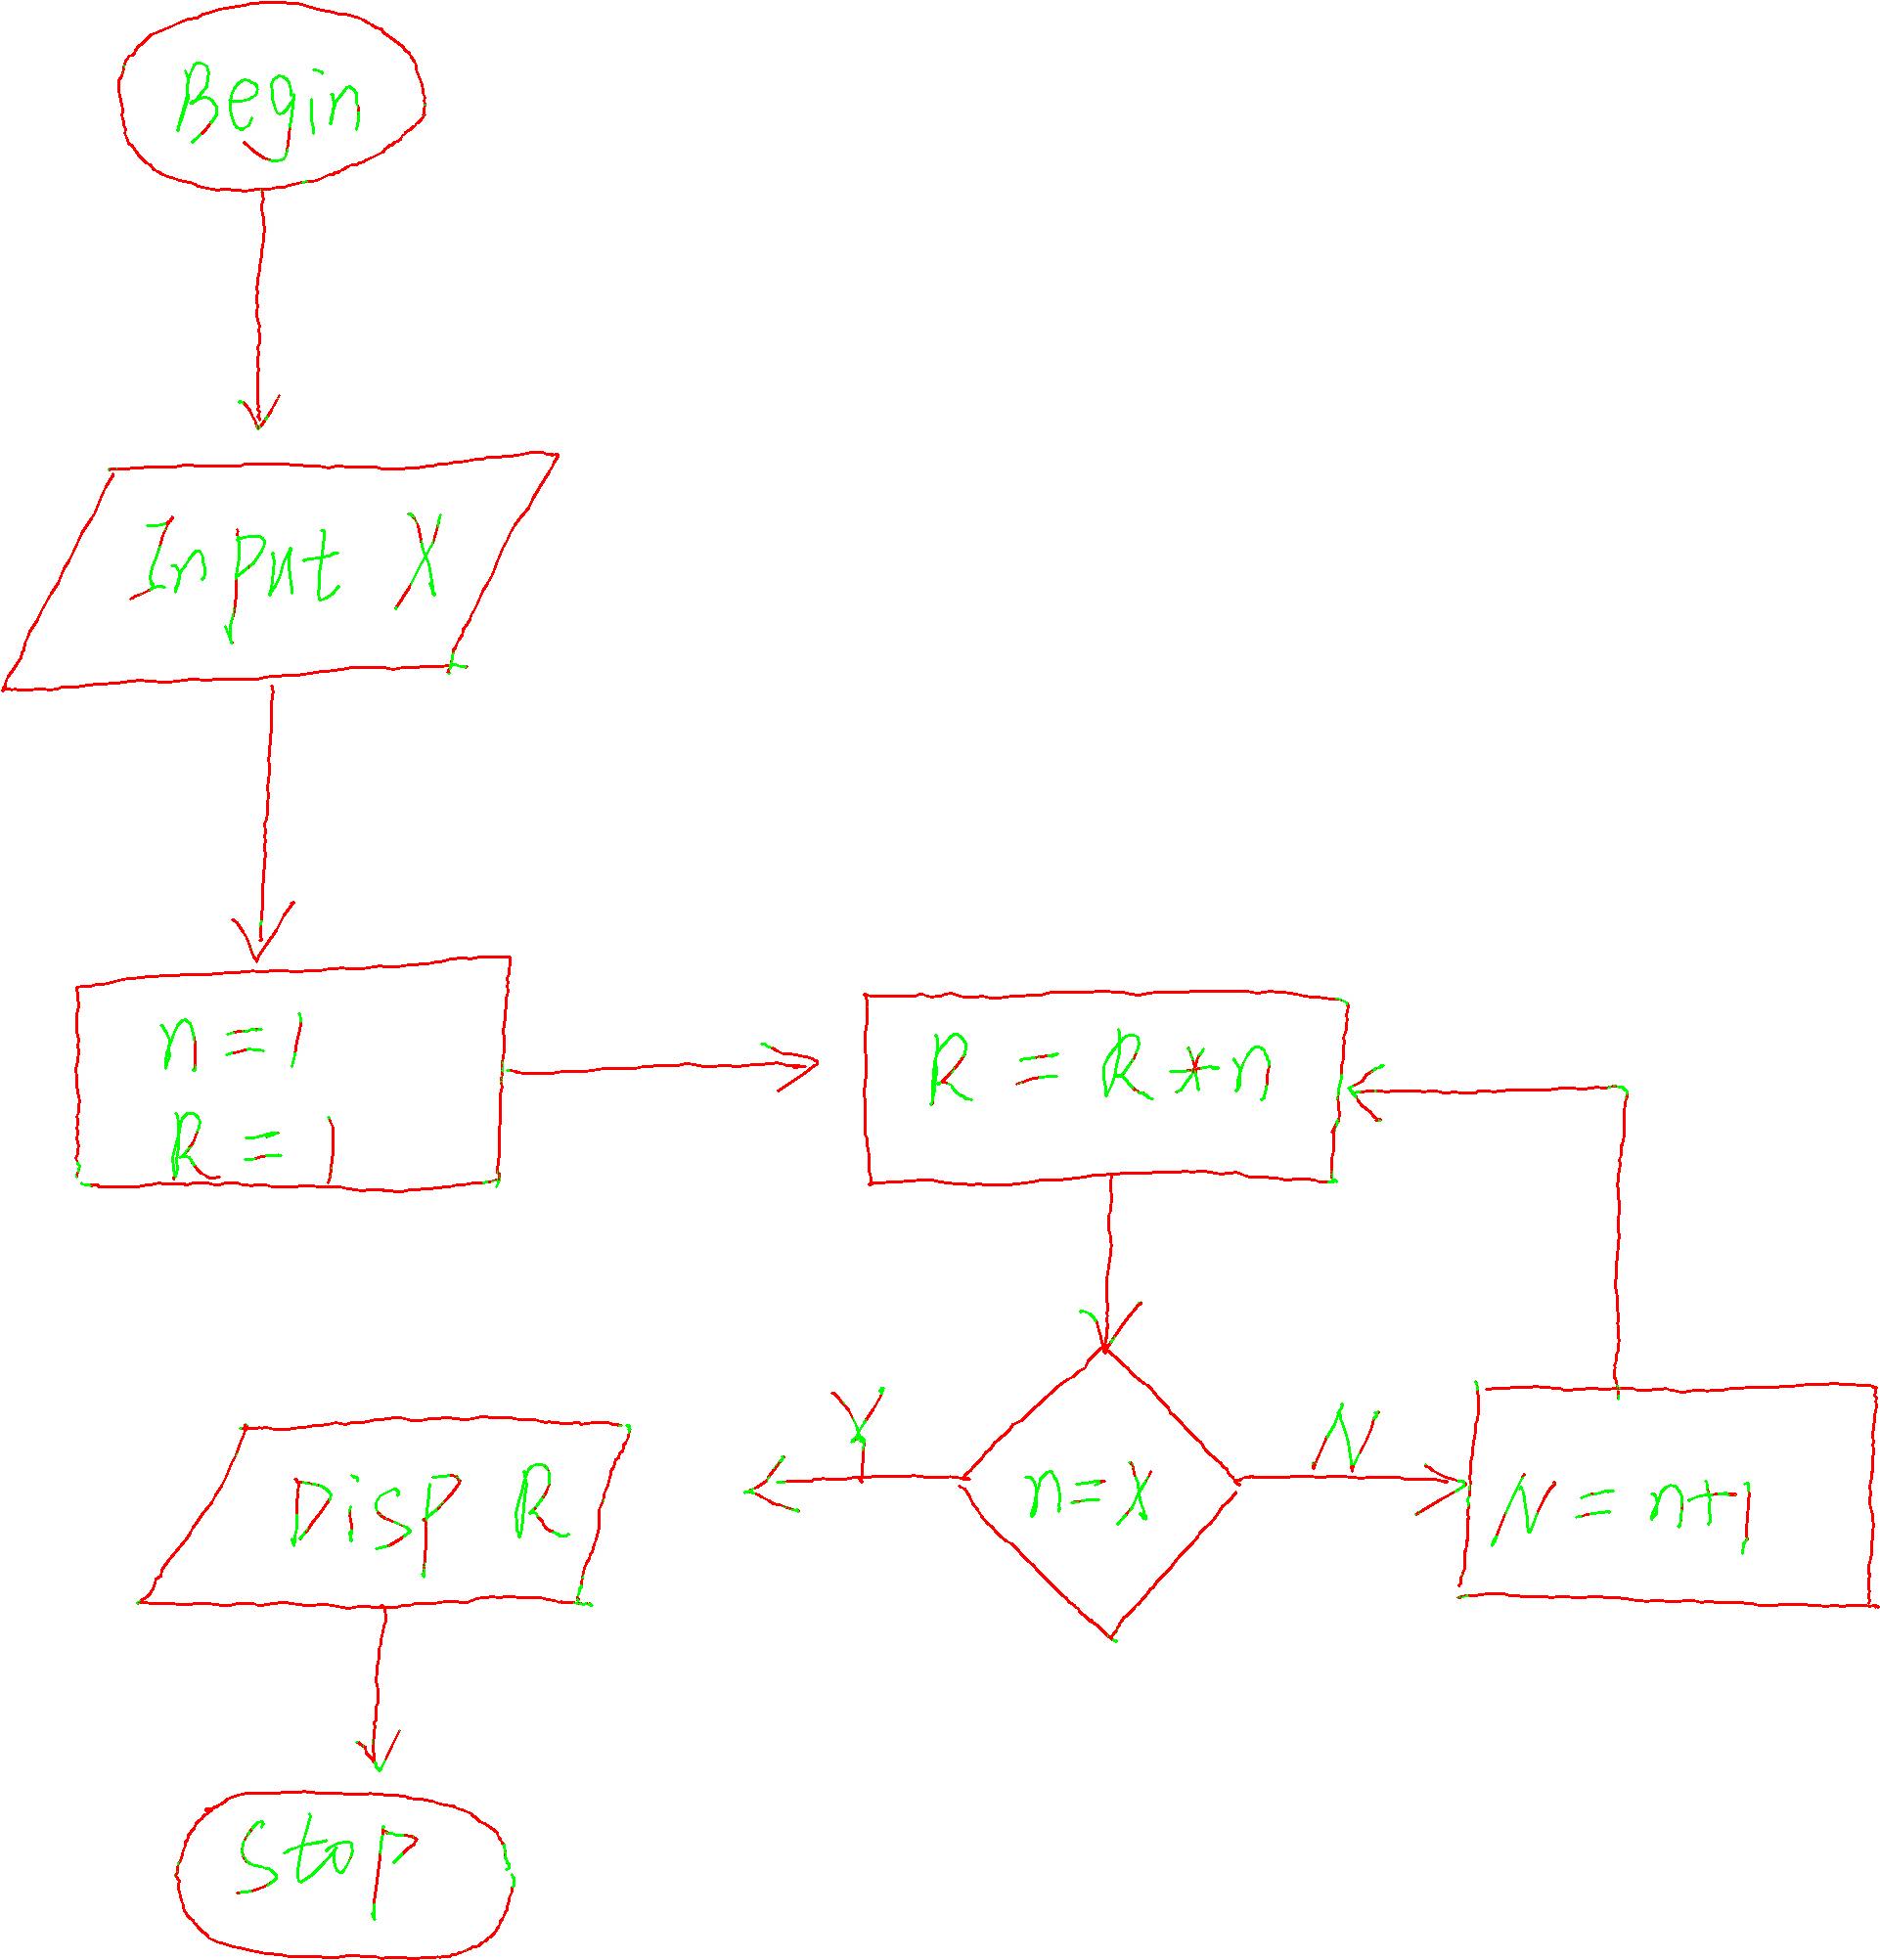 Begin
Input X
n=1
R=1
R = R*n
Y
N
Disp R
n=X
N = n+1
Stop